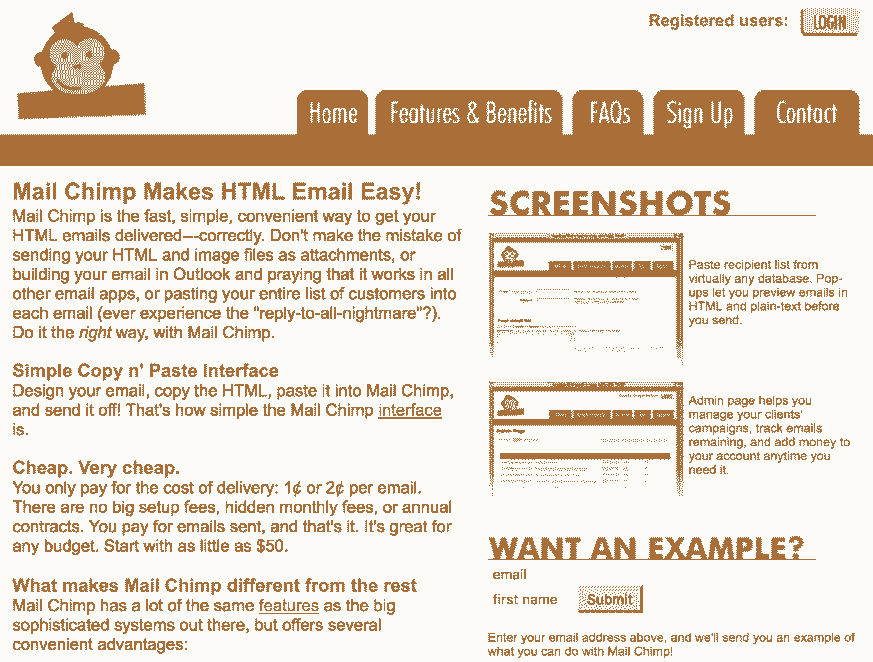 Registered users:
LOGIN
Home
Features & Benefits
FAQs
Sign Up
Contact
Mail Chimp Makes HTML Email Easy!
Mail Chimp is the fast, simple, convenient way to get your
HTML emails delivered---correctly. Don't make the mistake of
sending your HTML and image files as attachments, or
building your email in Outlook and praying that it works in all
other email apps, or pasting your entire list of customers into
each email (ever experience the "reply-to-all-nightmare"?).
Do it the right way, with Mail Chimp.
Simple Copy n' Paste Interface
Design your email, copy the HTML, paste it into Mail Chimp,
and send it off! That's how simple the Mail Chimp interface
is.
Cheap. Very cheap.
You only pay for the cost of delivery: 1¢ or 2¢ per email.
There are no big setup fees, hidden monthly fees, or annual
contracts. You pay for emails sent, and that's it. It's great for
any budget. Start with as little as $50.
What makes Mail Chimp different from the rest
Mail Chimp has a lot of the same features as the big
sophisticated systems out there, but offers several
convenient advantages:
SCREENSHOTS
Paste recipient list from
virtually any database. Pop-
ups let you preview emails in
HTML and plain-text before
you send.
Admin page helps you
manage your clients'
campaigns, track emails
remaining, and add money to
your account anytime you
need it.
WANT AN EXAMPLE?
email
first name
Submit
Enter your email address above, and we'll send you an example of
what you can do with Mail Chimp!